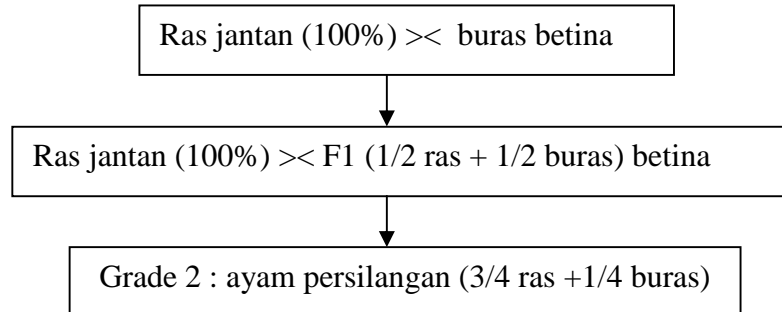 Ras jantan (100%) >< buras betina
Ras jantan (100%) >< F1 (1/2 ras + 1/2 buras) betina
Grade 2 : ayam persilangan (3/4 ras +1/4 buras)